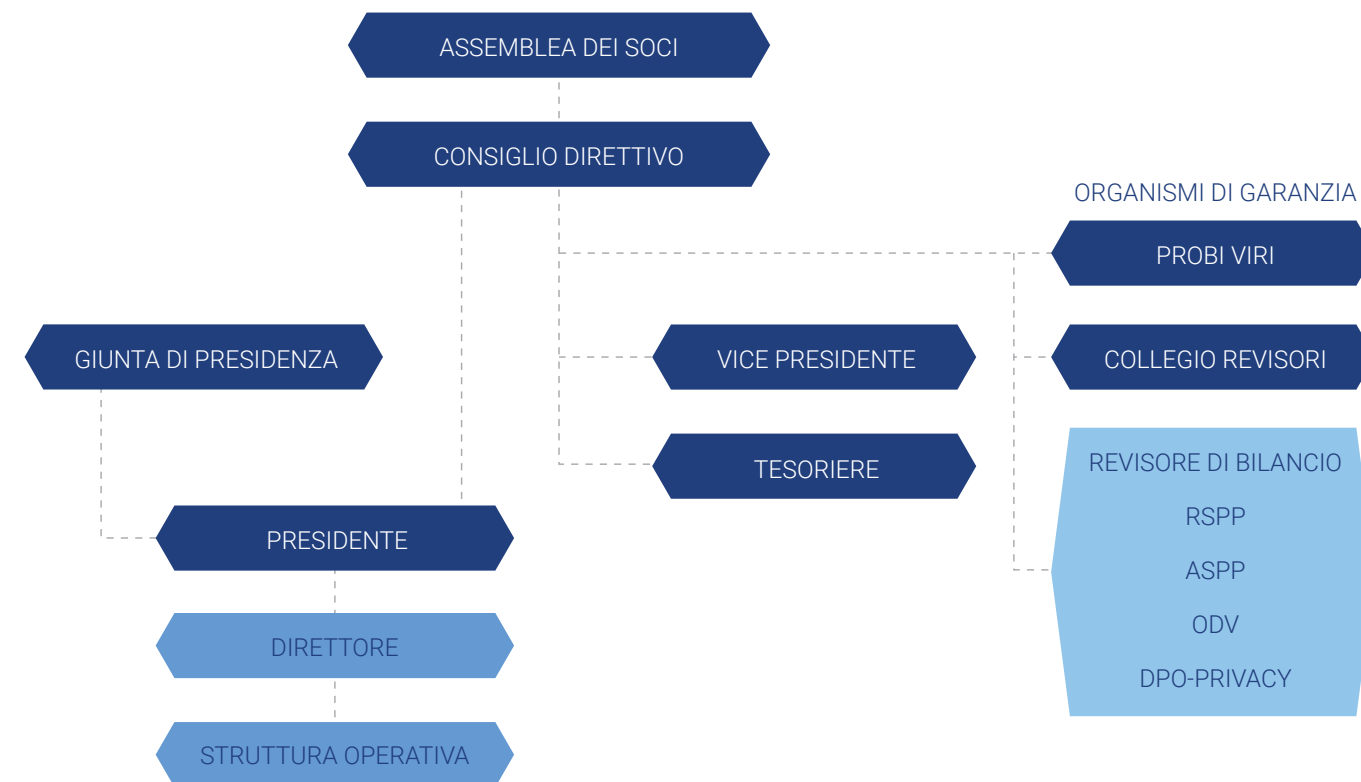 ASSEMBLEA DEI SOCI
CONSIGLIO DIRETTIVO
ORGANISMI DI GARANZIA
PROBI VIRI
GIUNTA DI PRESIDENZA
VICE PRESIDENTE
COLLEGIO REVISORI
TESORIERE
REVISORE DI BILANCIO
RSPP
ASPP
ODV
DPO-PRIVACY
PRESIDENTE
DIRETTORE
STRUTTURA OPERATIVA